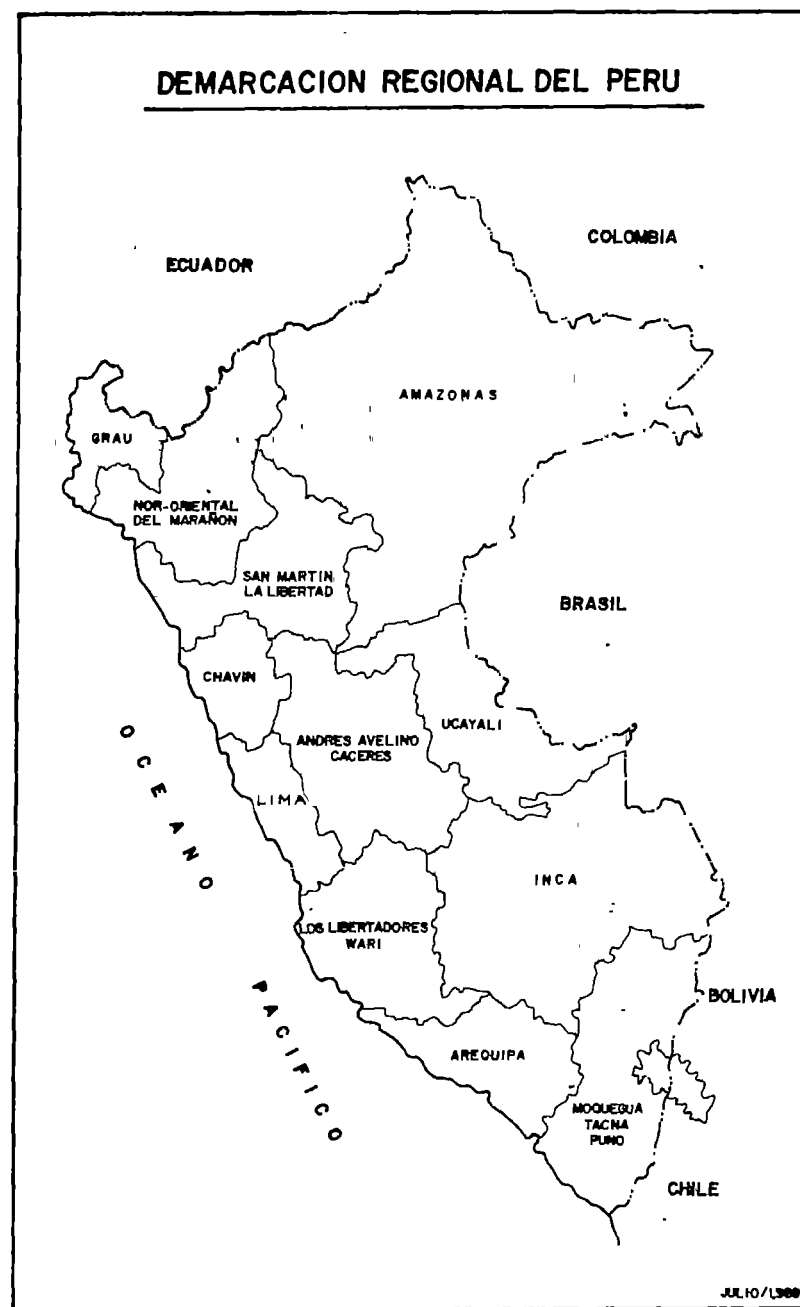 DEMARCACION REGIONAL DEL PERU
COLOMBIA
ECUADOR
AMAZONAS
GRAU
NOR-ORIENTAL
DEL MARAÑON
SAN MARTIN
LA LIBERTAD
BRASIL
CHAVIN
UCAYALI
ANDRES AVELINO
CACERES
LIMA
OCEANO PACIFICO
INCA
LOS LIBERTADORES
WARI
BOLIVIA
AREQUIPA
MOQUEGUA
TACNA
PUNO
CHILE
JULIO/